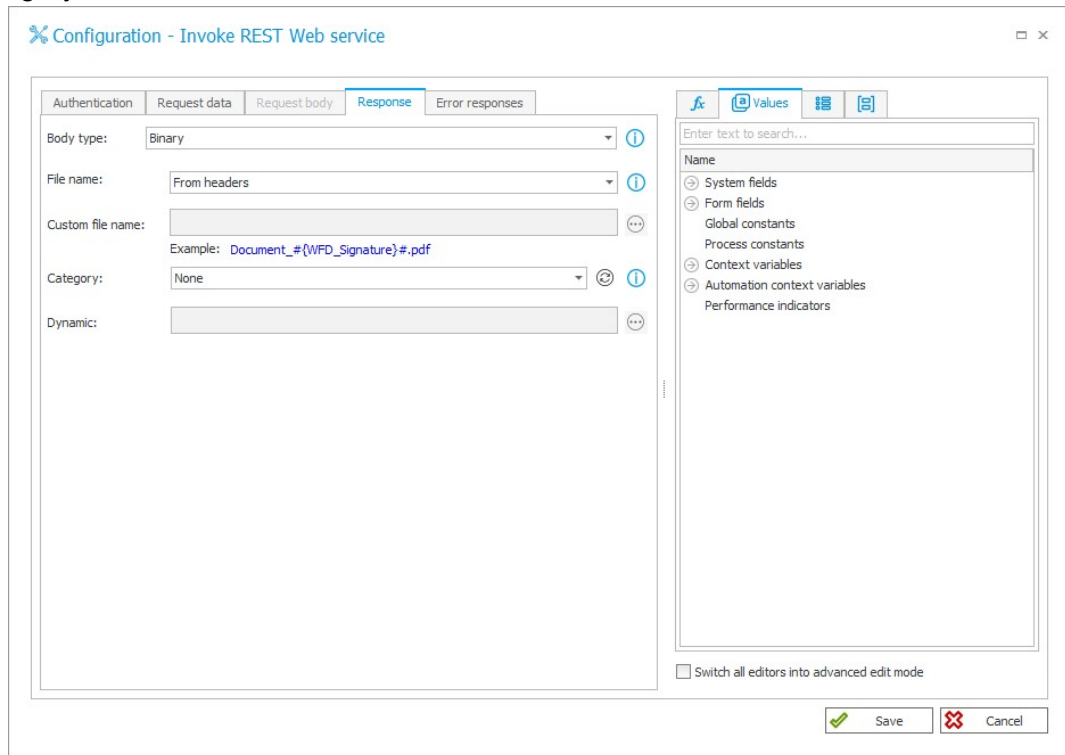 Configuration - Invoke REST Web service
Authentication Request data Request body Response Error responses
Body type: Binary
File name: From headers
Custom file name:
Example: Document_#{WFD_Signature}#.pdf
Category: None
Dynamic:
fx Values
Enter text to search...
Name
System fields
Form fields
Global constants
Process constants
Context variables
Automation context variables
Performance indicators
Switch all editors into advanced edit mode
Save Cancel